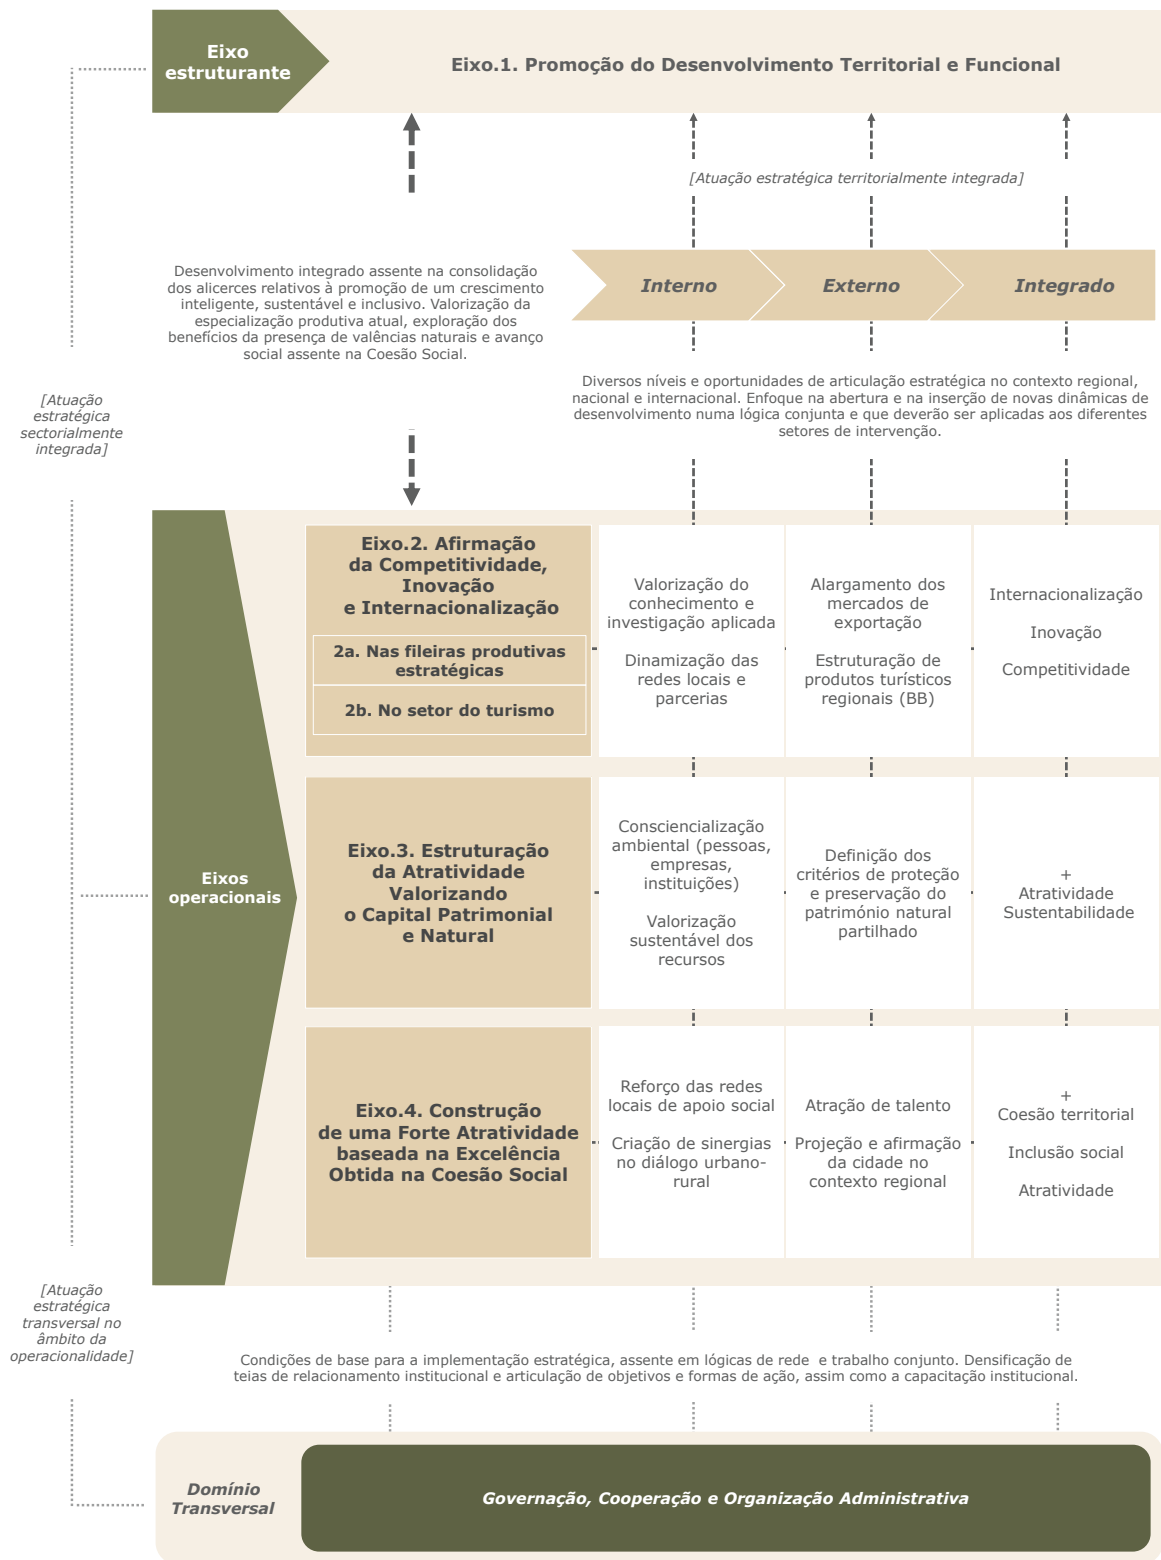 Eixo
estruturante
Eixo.1. Promoção do Desenvolvimento Territorial e Funcional
[Atuação estratégica territorialmente integrada]
Desenvolvimento integrado assente na consolidação
dos alicerces relativos à promoção de um crescimento
inteligente, sustentável e inclusivo. Valorização da
especialização produtiva atual, exploração dos
benefícios da presença de valências naturais e avanço
social assente na Coesão Social.
Interno
Externo
Integrado
Diversos níveis e oportunidades de articulação estratégica no contexto regional,
nacional e internacional. Enfoque na abertura e na inserção de novas dinâmicas de
desenvolvimento numa lógica conjunta e que deverão ser aplicadas aos diferentes
setores de intervenção.
[Atuação
estratégica
sectorialmente
integrada]
Eixos
operacionais
Eixo.2. Afirmação
da Competitividade,
Inovação
e Internacionalização
2a. Nas fileiras produtivas
estratégicas
2b. No setor do turismo
Valorização do
conhecimento e
investigação aplicada
Dinamização das
redes locais e
parcerias
Alargamento dos
mercados de
exportação
Estruturação de
produtos turísticos
regionais (BB)
Internacionalização
Inovação
Competitividade
Eixo.3. Estruturação
da Atratividade
Valorizando
o Capital Patrimonial
e Natural
Consciencialização
ambiental (pessoas,
empresas,
instituições)
Valorização
sustentável dos
recursos
Definição dos
critérios de proteção
e preservação do
património natural
partilhado
+
Atratividade
Sustentabilidade
Eixo.4. Construção
de uma Forte Atratividade
baseada na Excelência
Obtida na Coesão Social
Reforço das redes
locais de apoio social
Criação de sinergias
no diálogo urbano-
rural
Atração de talento
Projeção e afirmação
da cidade no
contexto regional
+
Coesão territorial
Inclusão social
Atratividade
[Atuação
estratégica
transversal no
âmbito da
operacionalidade]
Condições de base para a implementação estratégica, assente em lógicas de rede  e trabalho conjunto. Densificação de
teias de relacionamento institucional e articulação de objetivos e formas de ação, assim como a capacitação institucional.
Domínio
Transversal
Governação, Cooperação e Organização Administrativa